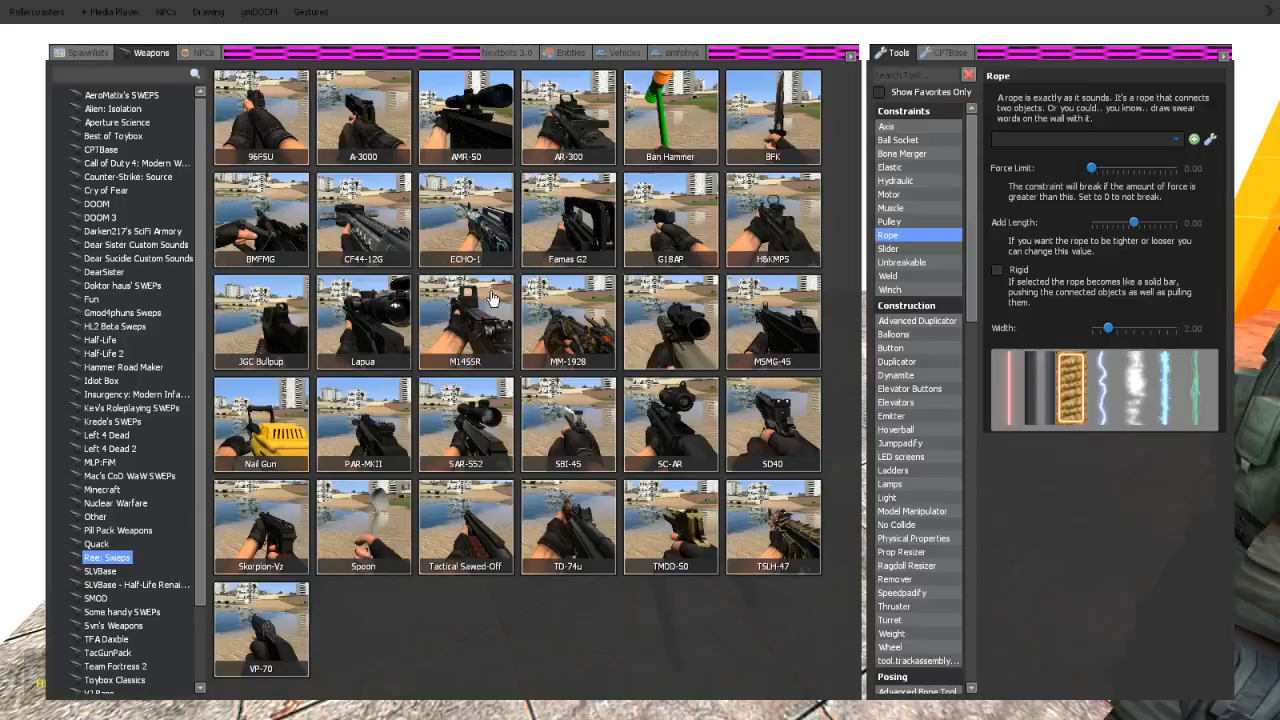 Rollercoasters
Media Player
NPCs
Drawing
gmDOOM
Gestures
Spawnlists
Weapons
NPCs
Nextbots 3.0
Entities
Vehicles
simfphys
AeroMatix's SWEPS
Alien: Isolation
Aperture Science
Best of Toybox
CPTBase
Call of Duty 4: Modern W...
Counter-Strike: Source
Cry of Fear
DOOM
DOOM 3
Darken217's SciFi Armory
Dear Sister Custom Sounds
Dear Suicide Custom Sounds
DearSister
Doktor haus' SWEPs
Fun
Gmod4phuns Sweps
HL2 Beta Sweps
Half-Life
Half-Life 2
Hammer Road Maker
Idiot Box
Insurgency: Modern Infa...
Kev's Roleplaying SWEPs
Krede's SWEPs
Left 4 Dead
Left 4 Dead 2
MLP:FiM
Mac's CoD WaW SWEPs
Minecraft
Nuclear Warfare
Other
Pill Pack Weapons
Quack
SLVBase
SLVBase - Half-Life Renai...
SMOD
Some handy SWEPs
Svn's Weapons
TFA Daxble
TacGunPack
Team Fortress 2
Toybox Classics
96FSU
A-3000
AMR-50
AR-300
Ban Hammer
BFK
BMFMG
CF44-12G
ECHO-1
Famas G2
G18AP
H&KMP5
JGC Bullpup
Lapua
M14SSR
MM-192B
MSMG-45
Nail Gun
PAR-MKII
SAR-552
SBI-45
SC-AR
SD40
Skorpion-Vz
Spoon
Tactical Sawed-Off
TD-74u
TMDD-50
TSLH-47
VP-70
Tools
CPTBase
Search Tool...
Show Favorites Only
Constraints
Axis
Ball Socket
Bone Merger
Elastic
Hydraulic
Motor
Muscle
Pulley
Rope
Slider
Unbreakable
Weld
Winch
Construction
Advanced Duplicator
Balloons
Button
Duplicator
Dynamite
Elevator Buttons
Elevators
Emitter
Hoverball
Jumppadify
LED screens
Ladders
Lamps
Light
Model Manipulator
No Collide
Physical Properties
Prop Resizer
Ragdoll Resizer
Remover
Speedpadify
Thruster
Turret
Weight
Wheel
tool.trackassembly...
Posing
Advanced Bone Tool
Rope
A rope is exactly as it sounds. It's a rope that connects
two objects. Or you could.. you know.. draw swear
words on the wall with it.
Force Limit: 0.00
The constraint will break if the amount of force is
greater than this. Set to 0 to not break.
Add Length: 0.00
If you want the rope to be tighter or looser you
can change this value.
Rigid
If selected the rope becomes like a solid bar,
pushing the connected objects as well as pulling
them.
Width: 2.00